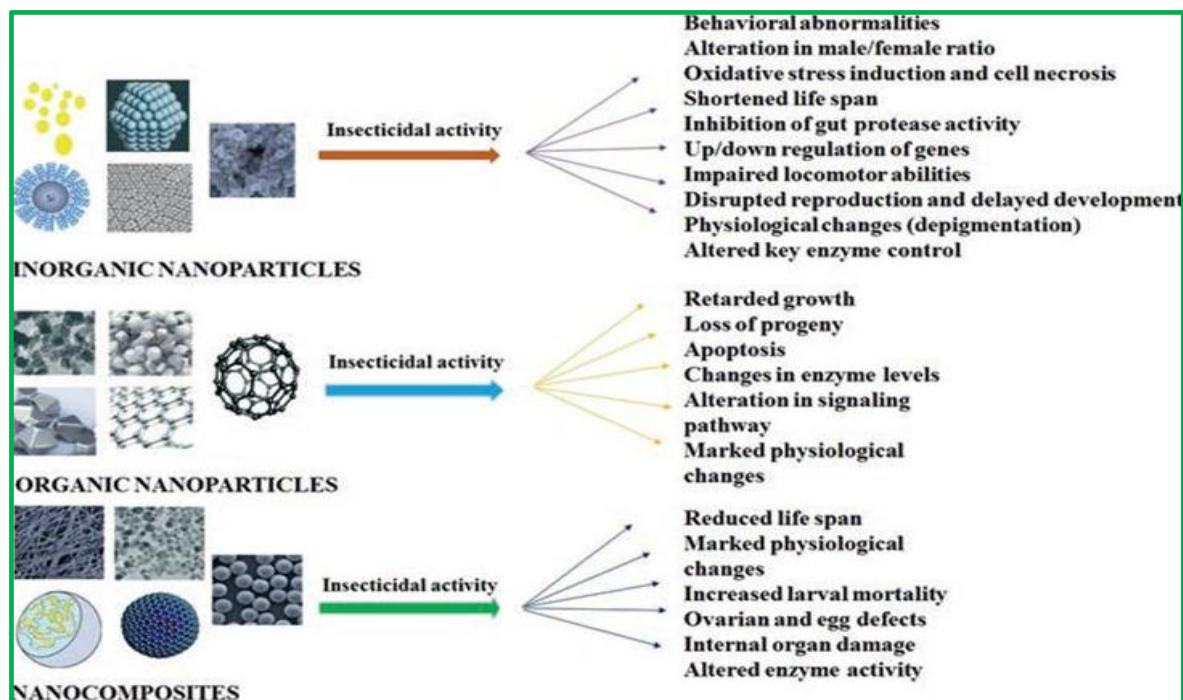 Behavioral abnormalities
Alteration in male/female ratio
Oxidative stress induction and cell necrosis
Shortened life span
Inhibition of gut protease activity
Up/down regulation of genes
Impaired locomotor abilities
Disrupted reproduction and delayed development
Physiological changes (depigmentation)
Altered key enzyme control
Insecticidal activity
INORGANIC NANOPARTICLES
Retarded growth
Loss of progeny
Apoptosis
Changes in enzyme levels
Alteration in signaling
pathway
Marked physiological
changes
Insecticidal activity
ORGANIC NANOPARTICLES
Reduced life span
Marked physiological
changes
Increased larval mortality
Ovarian and egg defects
Internal organ damage
Altered enzyme activity
Insecticidal activity
NANOCOMPOSITES